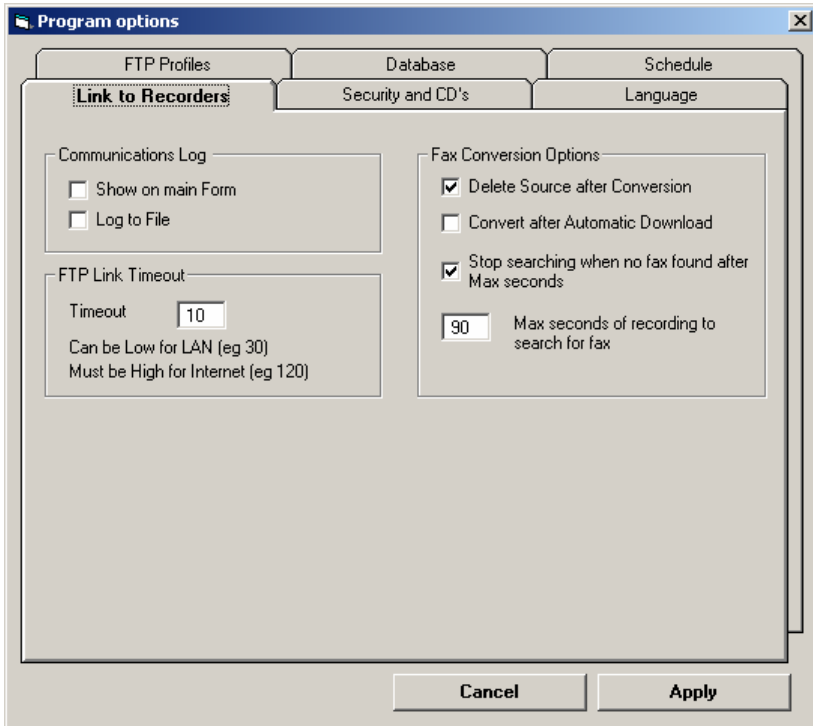 Program options
FTP Profiles
Database
Schedule
Link to Recorders
Security and CD's
Language
Communications Log
Show on main Form
Log to File
FTP Link Timeout
Timeout 10
Can be Low for LAN (eg 30)
Must be High for Internet (eg 120)
Fax Conversion Options
Delete Source after Conversion
Convert after Automatic Download
Stop searching when no fax found after
Max seconds
90 Max seconds of recording to
search for fax
Cancel
Apply